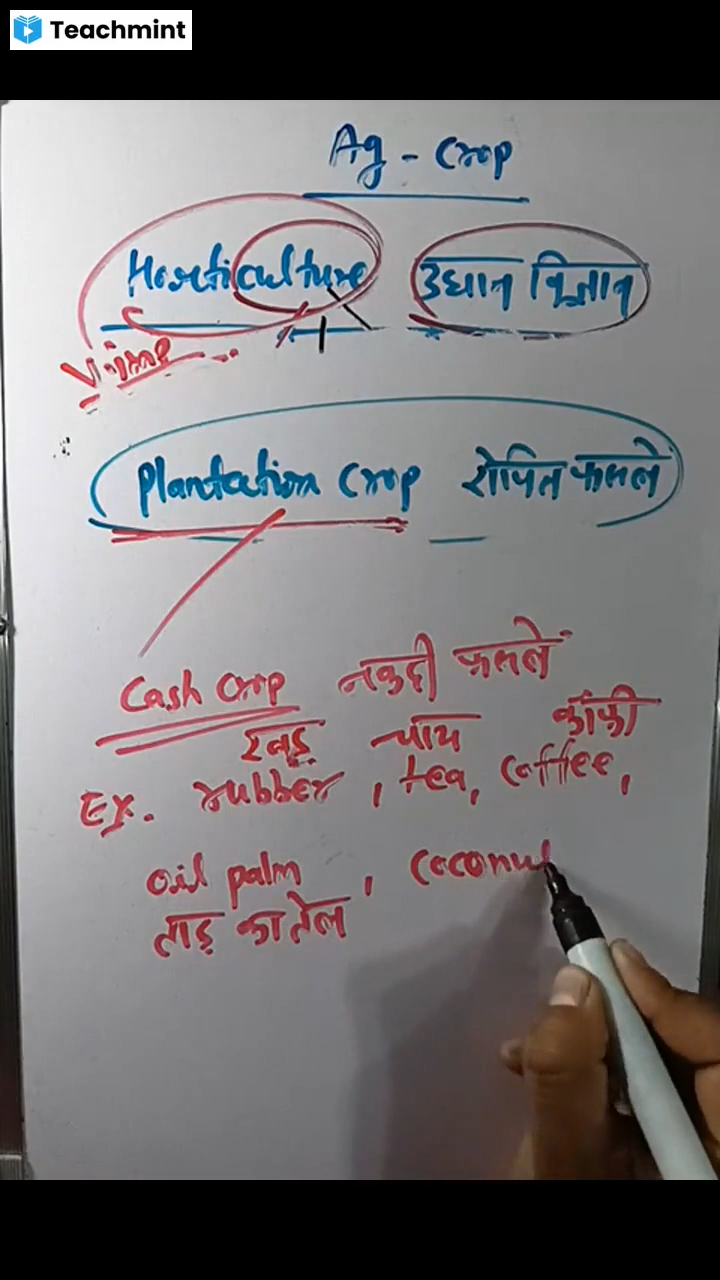 Teachmint
Ag - Crop
Horticulture उधान विज्ञान
Plantation Crop रोपित फसले
Cash Crop नकदी फसलें
रबड़ चाय कॉफी
Ex. rubber, tea, coffee,
oil palm, coconut
ताड़ का तेल